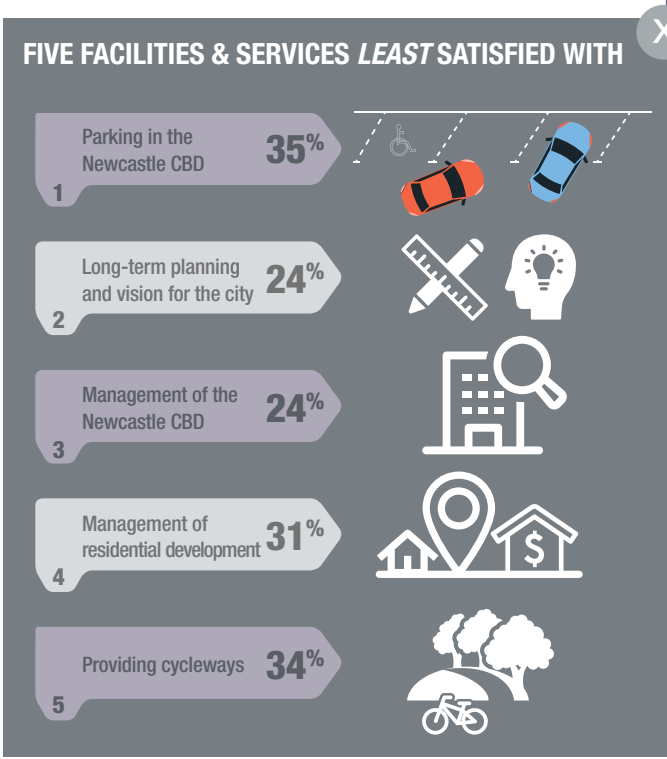 FIVE FACILITIES & SERVICES LEAST SATISFIED WITH
X
Parking in the
Newcastle CBD
35%
1
Long-term planning
and vision for the city
24%
2
Management of the
Newcastle CBD
24%
3
Management of
residential development
31%
4
$
Providing cycleways
34%
5